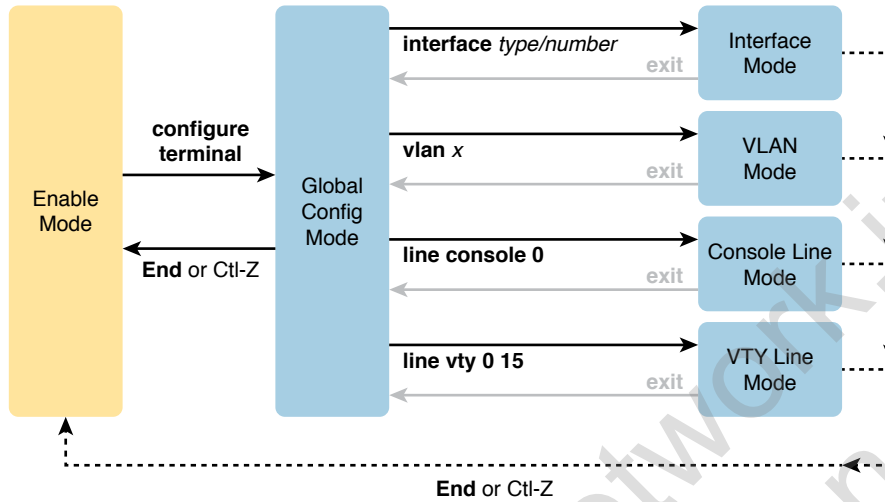 interface type/number
exit
Interface
Mode
configure
terminal
vlan x
exit
VLAN
Mode
Enable
Mode
Global
Config
Mode
End or Ctl-Z
line console 0
exit
Console Line
Mode
line vty 0 15
exit
VTY Line
Mode
End or Ctl-Z